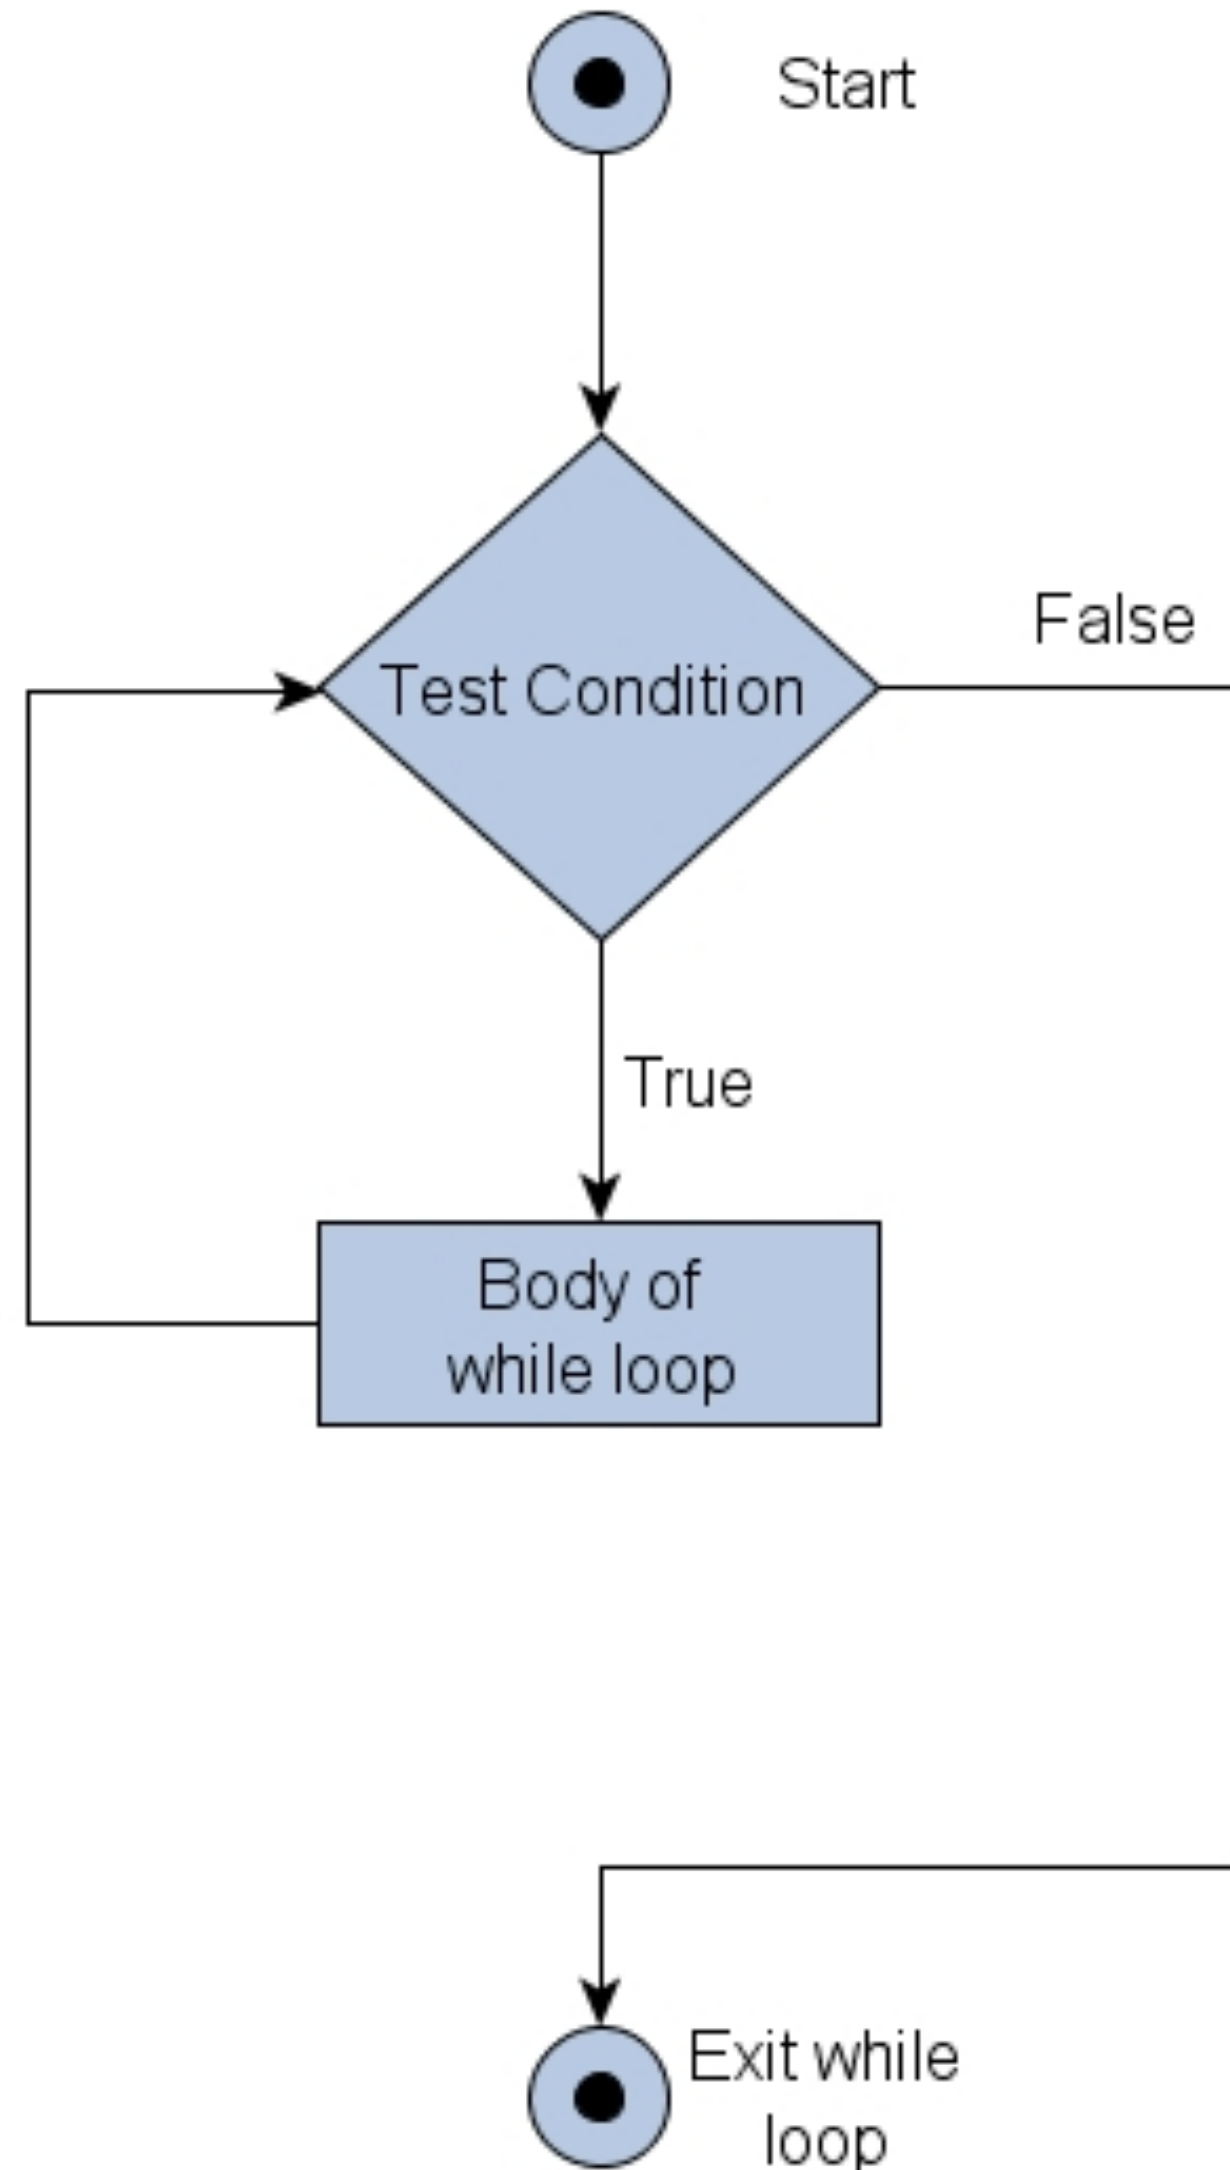 Start
False
Test Condition
True
Body of
while loop
Exit while
loop